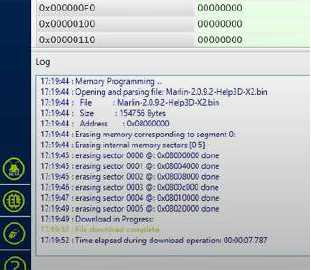 0x000000F0 00000000
0x00000100 00000000
0x00000110 00000000
Log
17:19:44 : Memory Programming ...
17:19:44 : Opening and parsing file: Marlin-2.0.9.2-Help3D-X2.bin
17:19:44 : File : Marlin-2.0.9.2-Help3D-X2.bin
17:19:44 : Size : 154756 Bytes
17:19:44 : Address : 0x08000000
17:19:44 : Erasing memory corresponding to segment 0:
17:19:44 : Erasing internal memory sectors [0 5]
17:19:45 : erasing sector 0000 @: 0x08000000 done
17:19:45 : erasing sector 0001 @: 0x08004000 done
17:19:45 : erasing sector 0002 @: 0x08008000 done
17:19:46 : erasing sector 0003 @: 0x0800c000 done
17:19:46 : erasing sector 0004 @: 0x08010000 done
17:19:47 : erasing sector 0005 @: 0x08020000 done
17:19:49 : Download in Progress:
17:19:52 : File download complete
17:19:52 : Time elapsed during download operation: 00:00:07.787